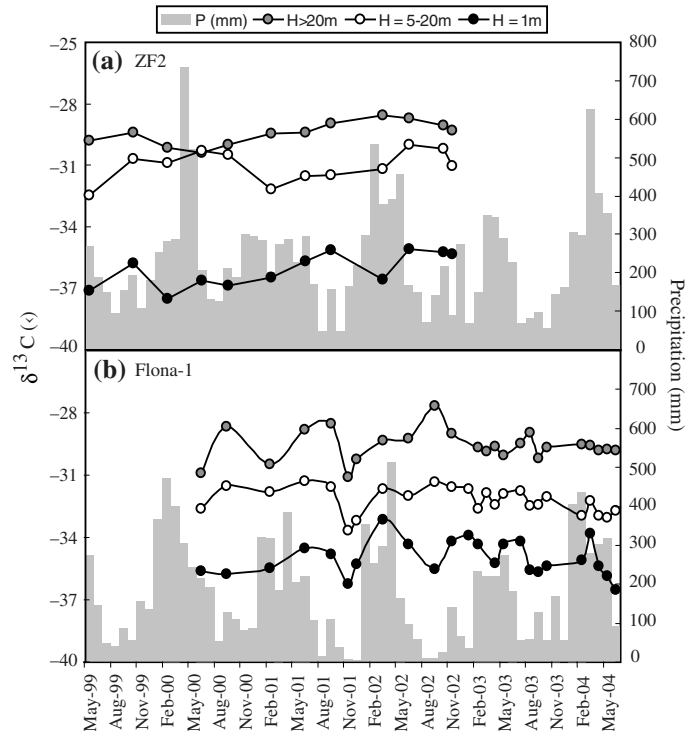 P (mm) H>20m H = 5-20m H = 1m
(a) ZF2
−25
−28
−31
−34
−37
−40
800
700
600
500
400
300
200
100
0
δ13C (‹)
Precipitation (mm)
(b) Flona-1
−28
−31
−34
−37
−40
700
600
500
400
300
200
100
0
May-99
Aug-99
Nov-99
Feb-00
May-00
Aug-00
Nov-00
Feb-01
May-01
Aug-01
Nov-01
Feb-02
May-02
Aug-02
Nov-02
Feb-03
May-03
Aug-03
Nov-03
Feb-04
May-04